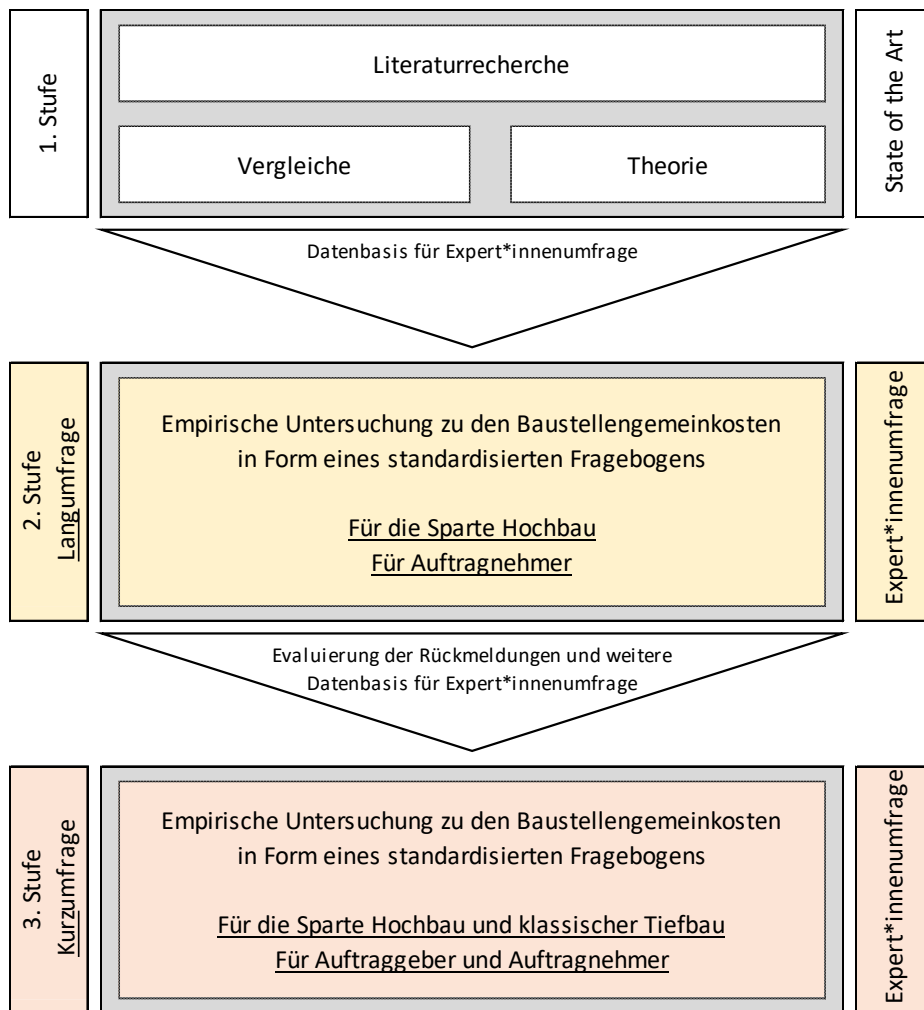 1. Stufe
Literaturrecherche
Vergleiche
Theorie
State of the Art
Datenbasis für Expert*innenumfrage
2. Stufe
Langumfrage
Empirische Untersuchung zu den Baustellengemeinkosten
in Form eines standardisierten Fragebogens
Für die Sparte Hochbau
Für Auftragnehmer
Expert*innenumfrage
Evaluierung der Rückmeldungen und weitere
Datenbasis für Expert*innenumfrage
3. Stufe
Kurzumfrage
Empirische Untersuchung zu den Baustellengemeinkosten
in Form eines standardisierten Fragebogens
Für die Sparte Hochbau und klassischer Tiefbau
Für Auftraggeber und Auftragnehmer
Expert*innenumfrage